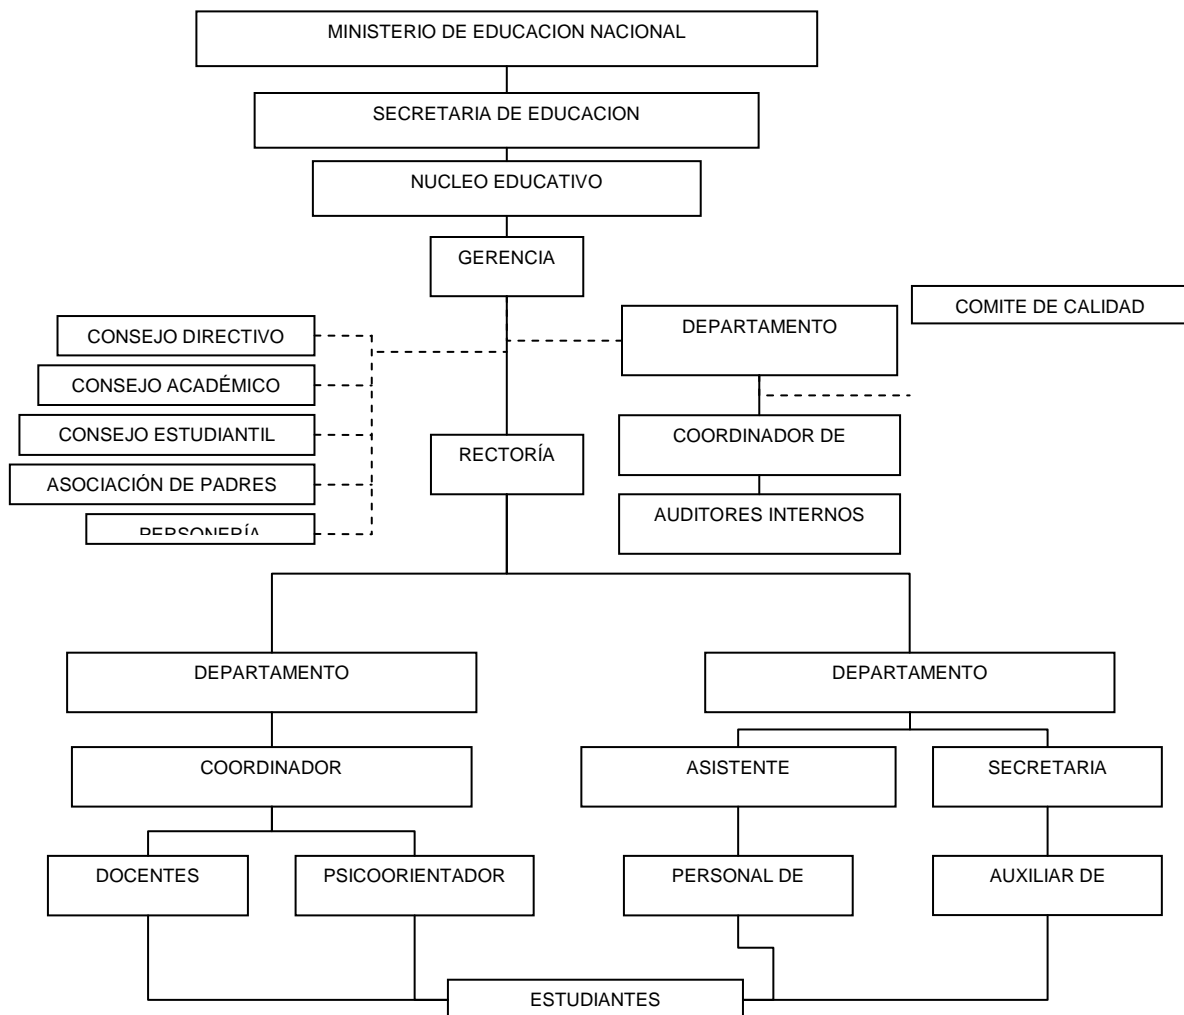 MINISTERIO DE EDUCACION NACIONAL
SECRETARIA DE EDUCACION
NUCLEO EDUCATIVO
GERENCIA
COMITE DE CALIDAD
DEPARTAMENTO
CONSEJO DIRECTIVO
CONSEJO ACADÉMICO
CONSEJO ESTUDIANTIL
COORDINADOR DE
RECTORÍA
ASOCIACIÓN DE PADRES
AUDITORES INTERNOS
PERSONERÍA
DEPARTAMENTO
DEPARTAMENTO
COORDINADOR
ASISTENTE
SECRETARIA
DOCENTES
PSICOORIENTADOR
PERSONAL DE
AUXILIAR DE
ESTUDIANTES